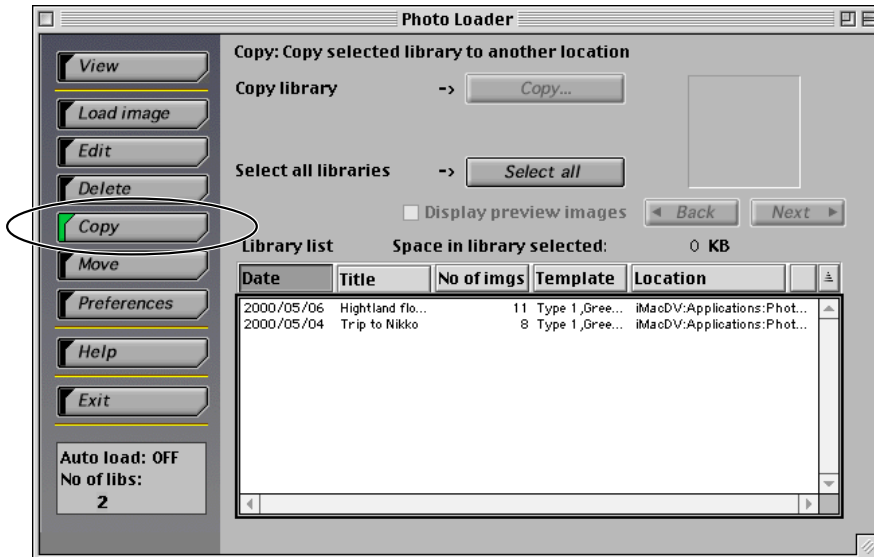 Photo Loader
View
Load image
Edit
Delete
Copy
Move
Preferences
Help
Exit
Auto load: OFF
No of libs:
2
Copy: Copy selected library to another location
Copy library -> Copy...
Select all libraries -> Select all
Display preview images Back Next
Library list Space in library selected: 0 KB
Date Title No of imgs Template Location
2000/05/06 Hightland flo... 11 Type 1 ,Gree... iMacDV:Applications:Phot...
2000/05/04 Trip to Nikko 8 Type 1 ,Gree... iMacDV:Applications:Phot...